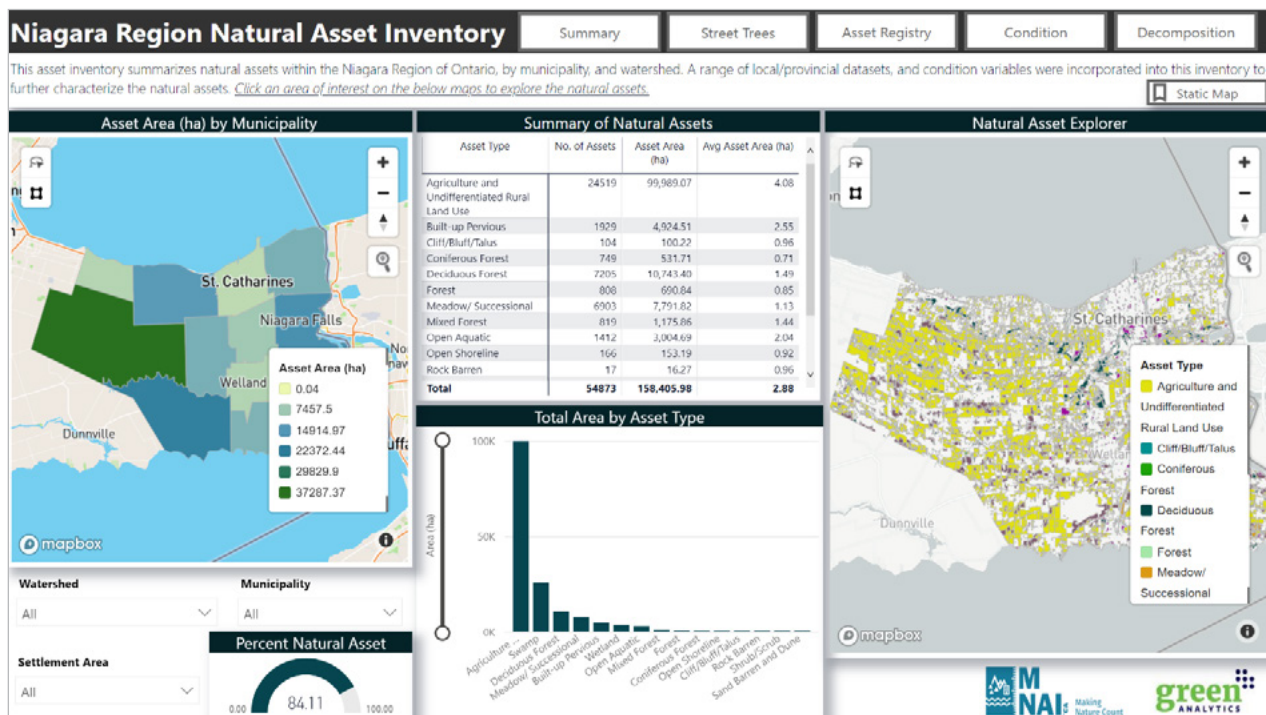 Niagara Region Natural Asset Inventory
Summary
Street Trees
Asset Registry
Condition
Decomposition
This asset inventory summarizes natural assets within the Niagara Region of Ontario, by municipality, and watershed. A range of local/provincial datasets, and condition variables were incorporated into this inventory to
further characterize the natural assets. Click an area of interest on the below maps to explore the natural assets.
Static Map
Asset Area (ha) by Municipality
St. Catharines
Niagara Falls
Welland
Dunnville
Asset Area (ha)
0.04
7457.5
14914.97
22372.44
29829.9
37287.37
mapbox
Watershed
All
Municipality
All
Settlement Area
All
Percent Natural Asset
84.11
0.00
100.00
Summary of Natural Assets
Asset Type No. of Assets Asset Area Avg Asset Area (ha)
(ha)
Agriculture and 24519 99,989.07 4.08
Undifferentiated Rural
Land Use
Built-up Pervious 1929 4,924.51 2.55
Cliff/Bluff/Talus 104 100.22 0.96
Coniferous Forest 749 531.71 0.71
Deciduous Forest 7205 10,743.40 1.49
Forest 808 690.84 0.85
Meadow/ Successional 6903 7,791.82 1.13
Mixed Forest 819 1,175.86 1.44
Open Aquatic 1412 3,004.69 2.04
Open Shoreline 166 153.19 0.92
Rock Barren 17 16.27 0.96
Total 54873 158,405.98 2.88
Total Area by Asset Type
Area (ha)
100K
50K
0K
Agriculture ...
Swamp
Deciduous Forest
Meadow/ Successional
Built-up Pervious
Wetland
Open Aquatic
Mixed Forest
Forest
Coniferous Forest
Open Shoreline
Cliff/Bluff/Talus
Rock Barren
Shrub/Scrub
Sand Barren and Dune
Natural Asset Explorer
St. Catharines
Dunnville
Asset Type
Agriculture and
Undifferentiated
Rural Land Use
Cliff/Bluff/Talus
Coniferous
Forest
Deciduous
Forest
Forest
Meadow/
Successional
mapbox
M
NAI
Making
Nature Count
green
ANALYTICS